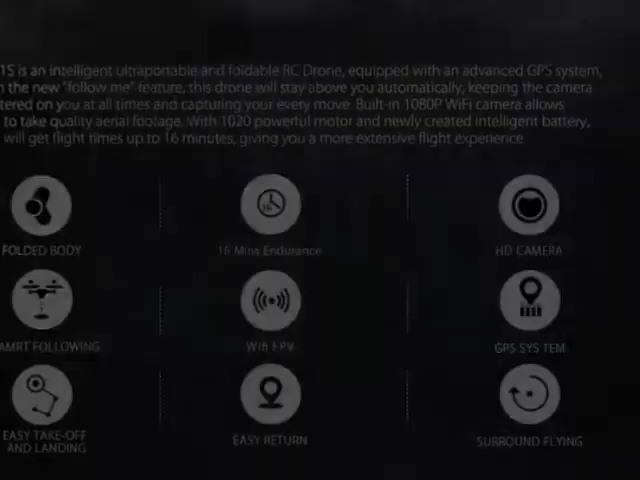 1S is an intelligent ultraportable and foldable RC Drone, equipped with an advanced GPS system,
the new "follow me" feature, this drone will stay above you automatically, keeping the camera
tered on you at all times and capturing your every move. Built-in 1080P WiFi camera allows
to take quality aerial footage. With 1020 powerful motor and newly created intelligent battery,
will get flight times up to 16 minutes, giving you a more extensive flight experience
FOLDED BODY
16 Mins Endurance
HD CAMERA
AMRT FOLLOWING
Wifi FPV
GPS SYS TEM
EASY TAKE-OFF
AND LANDING
EASY RETURN
SURROUND FLYING